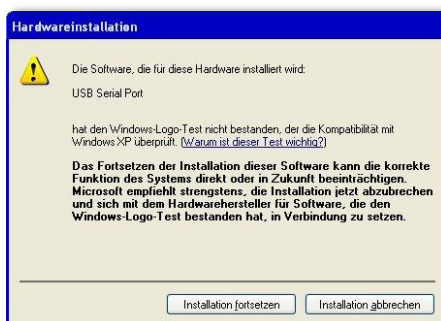 Hardwareinstallation
Die Software, die für diese Hardware installiert wird:
USB Serial Port
hat den Windows-Logo-Test nicht bestanden, der die Kompatibilität mit
Windows XP überprüft. (Warum ist dieser Test wichtig?)
Das Fortsetzen der Installation dieser Software kann die korrekte
Funktion des Systems direkt oder in Zukunft beeinträchtigen.
Microsoft empfiehlt strengstens, die Installation jetzt abzubrechen
und sich mit dem Hardwarehersteller für Software, die den
Windows-Logo-Test bestanden hat, in Verbindung zu setzen.
Installation fortsetzen
Installation abbrechen